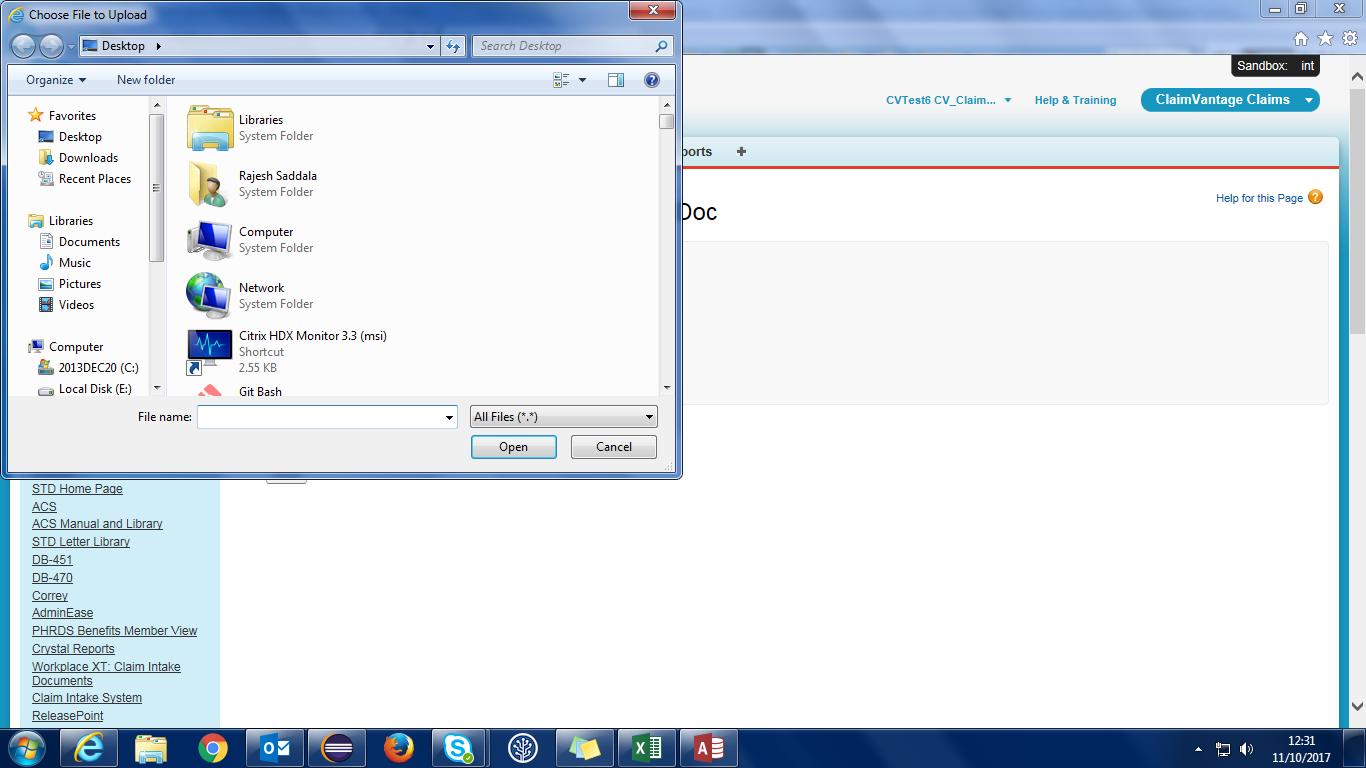 Choose File to Upload
Desktop
Search Desktop
Organize
New folder
Favorites
Desktop
Downloads
Recent Places
Libraries
Documents
Music
Pictures
Videos
Computer
2013DEC20 (C:)
Local Disk (E:)
Libraries
System Folder
Rajesh Saddala
System Folder
Computer
System Folder
Network
System Folder
Citrix HDX Monitor 3.3 (msi)
Shortcut
2.55 KB
Git Bash
File name:
All Files (*.*)
Open
Cancel
Sandbox: int
CVTest6 CV_Claim...
Help & Training
ClaimVantage Claims
ports
Help for this Page
Doc
STD Home Page
ACS
ACS Manual and Library
STD Letter Library
DB-451
DB-470
Correy
AdminEase
PHRDS Benefits Member View
Crystal Reports
Workplace XT: Claim Intake
Documents
Claim Intake System
ReleasePoint
12:31
11/10/2017